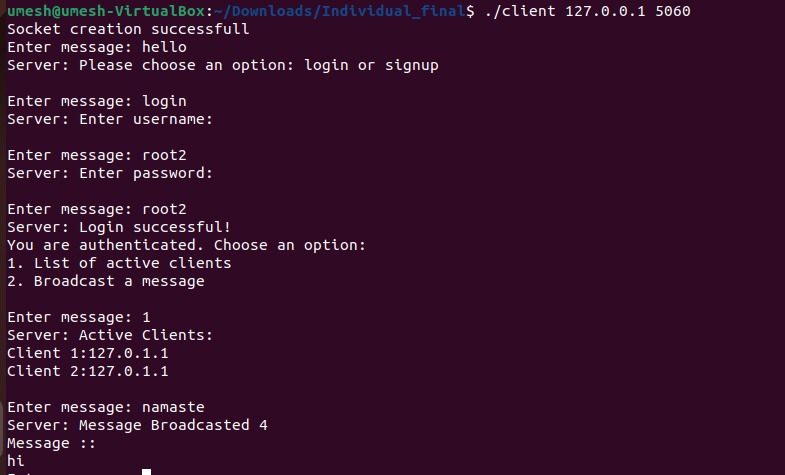 umesh@umesh-VirtualBox:~/Downloads/Individual_final$ ./client 127.0.0.1 5060
Socket creation successfull
Enter message: hello
Server: Please choose an option: login or signup
Enter message: login
Server: Enter username:
Enter message: root2
Server: Enter password:
Enter message: root2
Server: Login successful!
You are authenticated. Choose an option:
1. List of active clients
2. Broadcast a message
Enter message: 1
Server: Active Clients:
Client 1:127.0.1.1
Client 2:127.0.1.1
Enter message: namaste
Server: Message Broadcasted 4
Message ::
hi